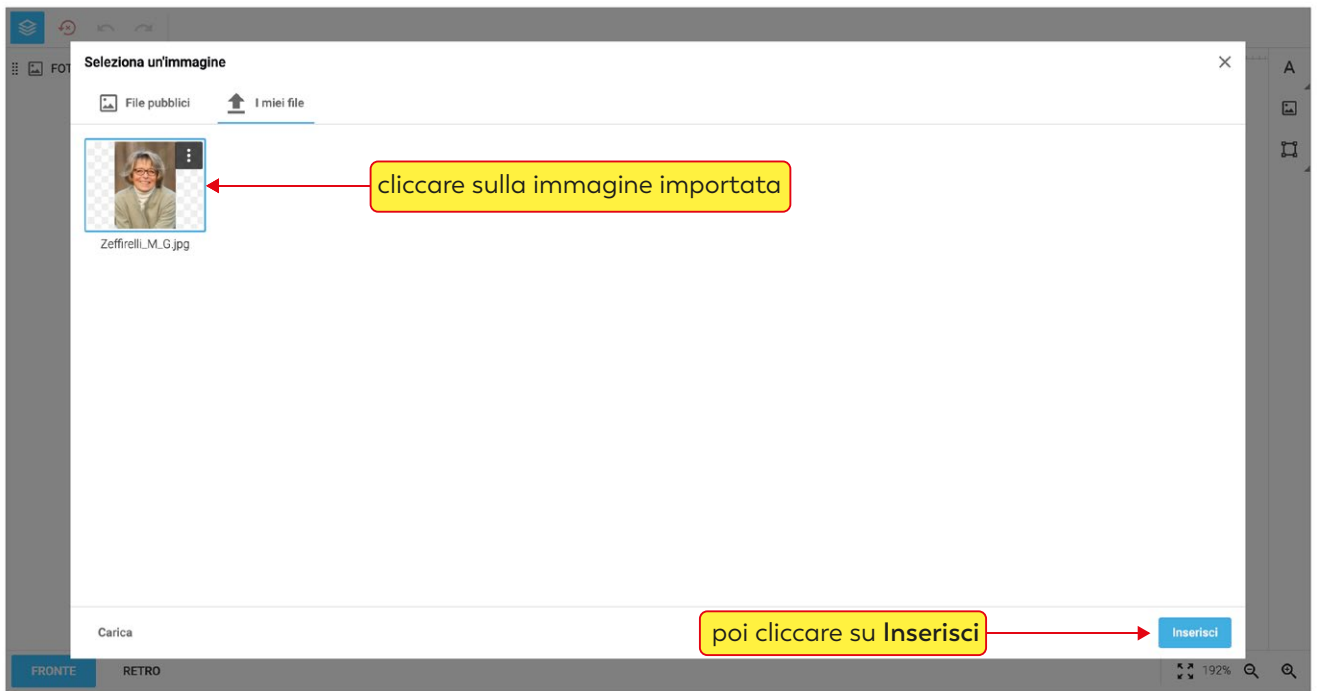 FOT
Seleziona un'immagine
File pubblici
I miei file
cliccare sulla immagine importata
Zeffirelli_M_G.jpg
Carica
poi cliccare su Inserisci
Inserisci
FRONTE
RETRO
192%
A